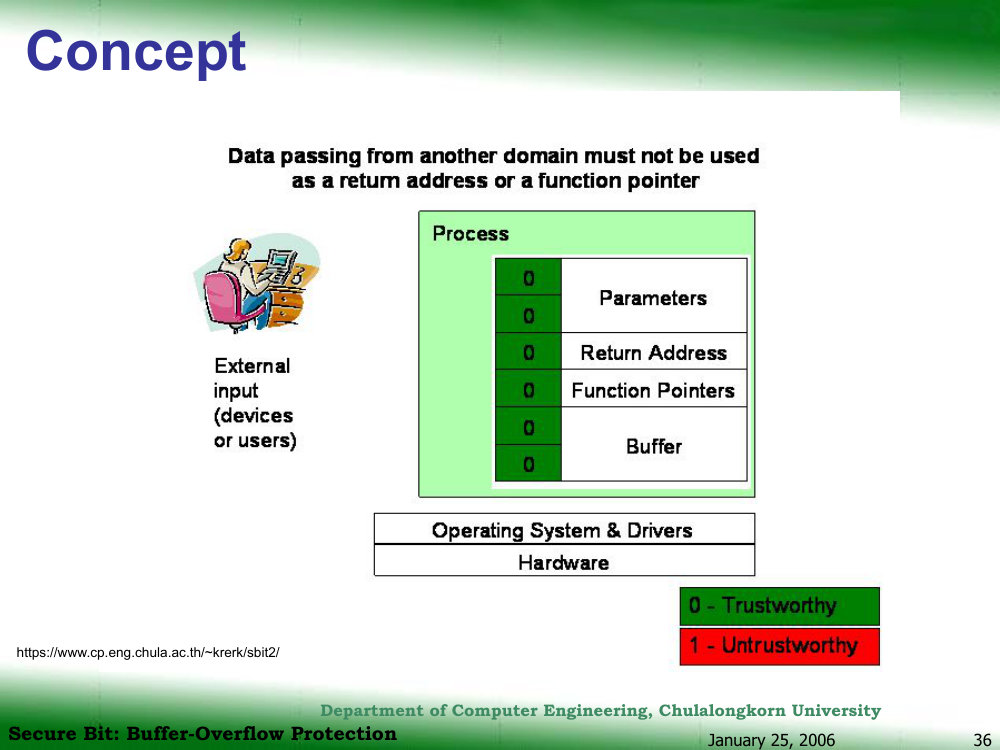 Concept
Data passing from another domain must not be used
as a return address or a function pointer
Process
0
Parameters
0
0
Return Address
0
Function Pointers
0
Buffer
0
External
input
(devices
or users)
Operating System & Drivers
Hardware
0 - Trustworthy
1 - Untrustworthy
https://www.cp.eng.chula.ac.th/~krerk/sbit2/
Department of Computer Engineering, Chulalongkorn University
Secure Bit: Buffer-Overflow Protection
January 25, 2006
36